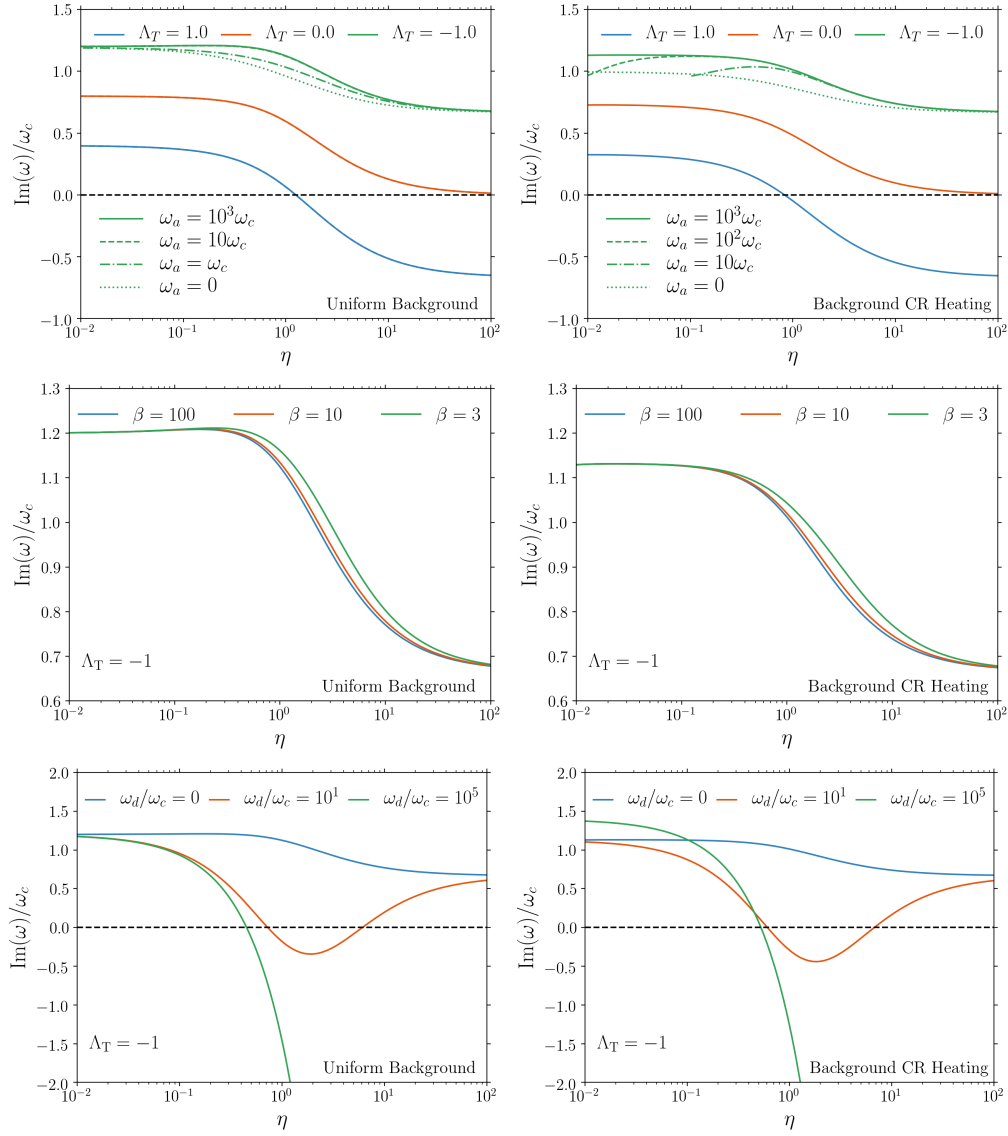 1.5
1.0
0.5
0.0
−0.5
−1.0
Im(ω)/ω_c
Λ_T = 1.0 Λ_T = 0.0 Λ_T = −1.0
ω_a = 10^3 ω_c
ω_a = 10ω_c
ω_a = ω_c
ω_a = 0
Uniform Background
10^−2 10^−1 10^0 10^1 10^2
η
1.5
1.0
0.5
0.0
−0.5
−1.0
Im(ω)/ω_c
Λ_T = 1.0 Λ_T = 0.0 Λ_T = −1.0
ω_a = 10^3 ω_c
ω_a = 10^2 ω_c
ω_a = 10ω_c
ω_a = 0
Background CR Heating
10^−2 10^−1 10^0 10^1 10^2
η
1.3
1.2
1.1
1.0
0.9
0.8
0.7
0.6
Im(ω)/ω_c
β = 100 β = 10 β = 3
Λ_T = −1
Uniform Background
10^−2 10^−1 10^0 10^1 10^2
η
1.3
1.2
1.1
1.0
0.9
0.8
0.7
0.6
Im(ω)/ω_c
β = 100 β = 10 β = 3
Λ_T = −1
Background CR Heating
10^−2 10^−1 10^0 10^1 10^2
η
2.0
1.5
1.0
0.5
0.0
−0.5
−1.0
−1.5
−2.0
Im(ω)/ω_c
ω_d/ω_c = 0 ω_d/ω_c = 10^1 ω_d/ω_c = 10^5
Λ_T = −1
Uniform Background
10^−2 10^−1 10^0 10^1 10^2
η
2.0
1.5
1.0
0.5
0.0
−0.5
−1.0
−1.5
−2.0
Im(ω)/ω_c
ω_d/ω_c = 0 ω_d/ω_c = 10^1 ω_d/ω_c = 10^5
Λ_T = −1
Background CR Heating
10^−2 10^−1 10^0 10^1 10^2
η